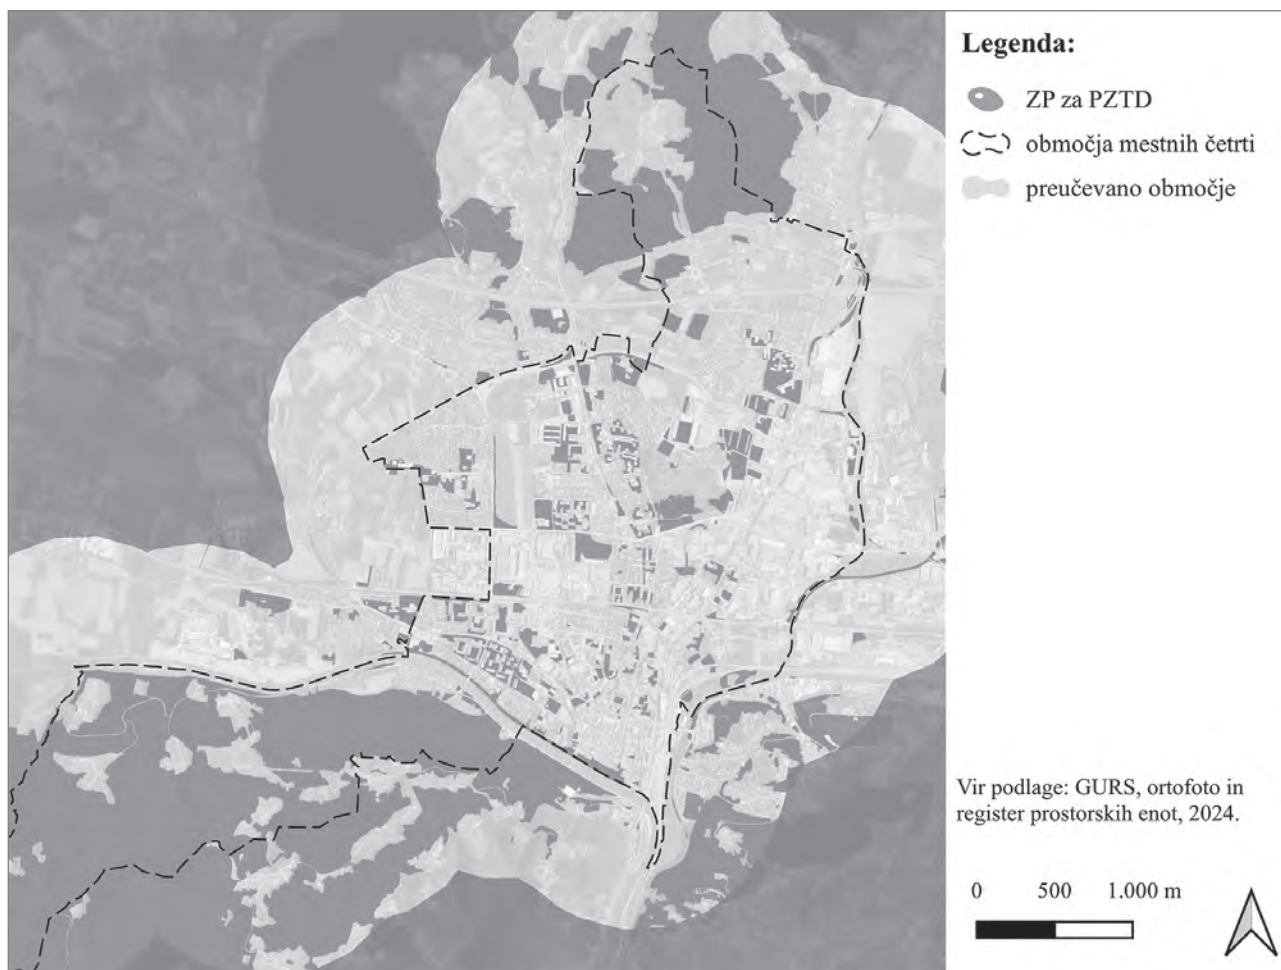 Legenda:
ZP za PZTD
območja mestnih četrti
preučevano območje
Vir podlage: GURS, ortofoto in
register prostorskih enot, 2024.
0 500 1.000 m